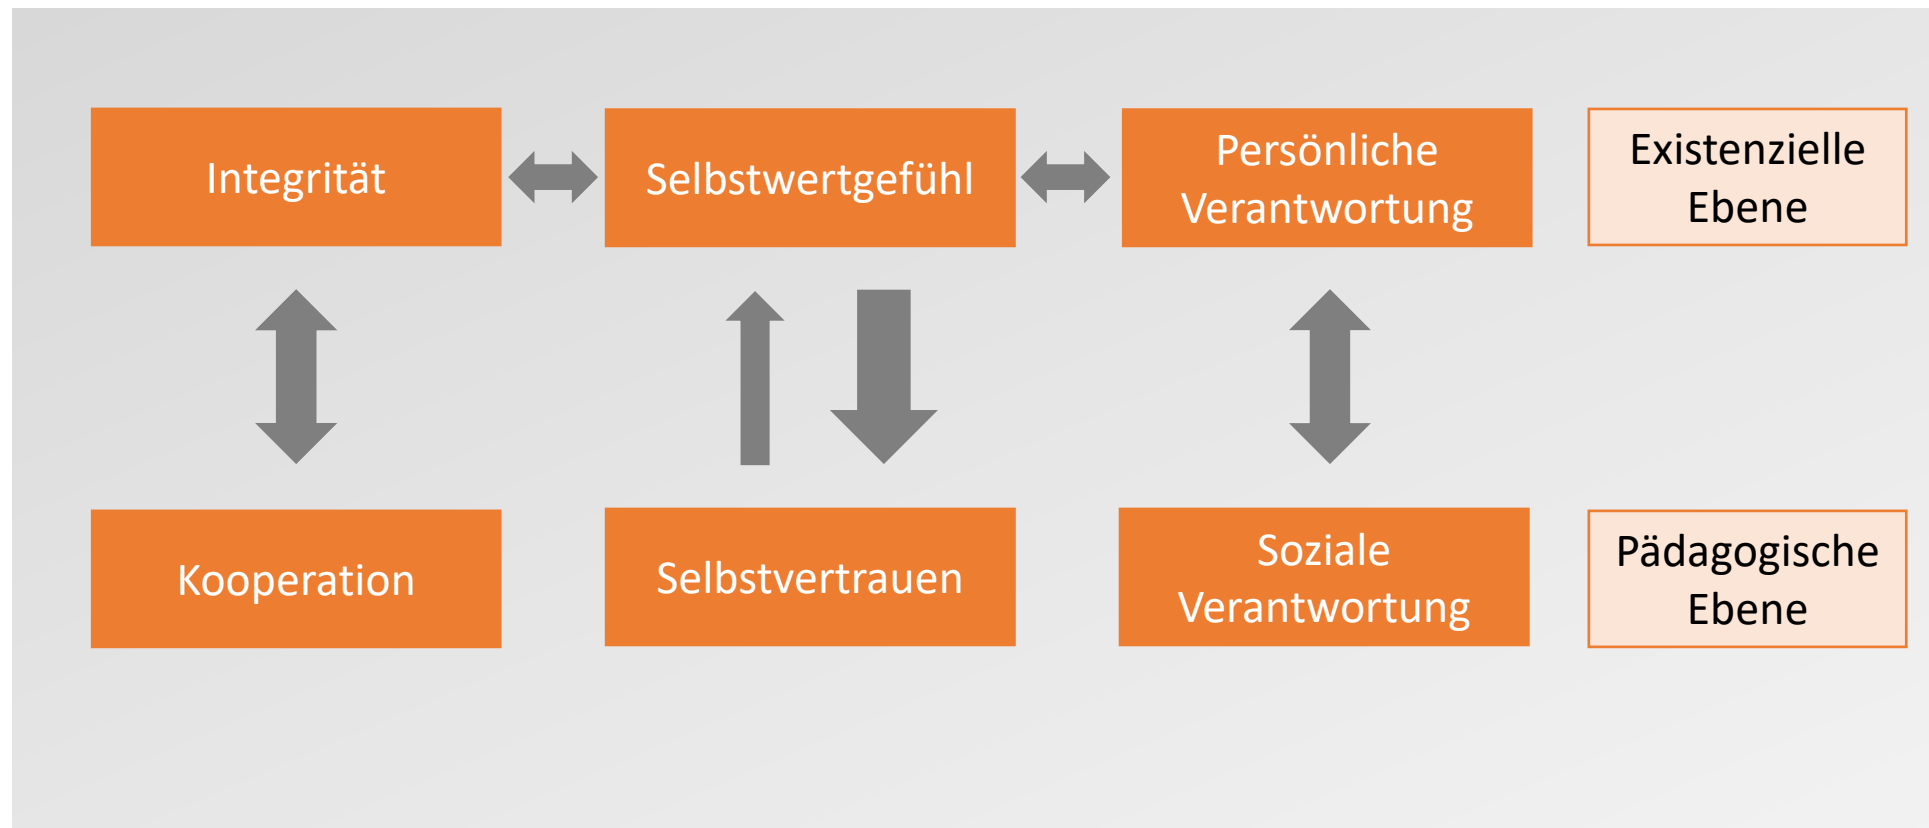 Integrität
Selbstwertgefühl
Persönliche
Verantwortung
Existenzielle
Ebene
Kooperation
Selbstvertrauen
Soziale
Verantwortung
Pädagogische
Ebene